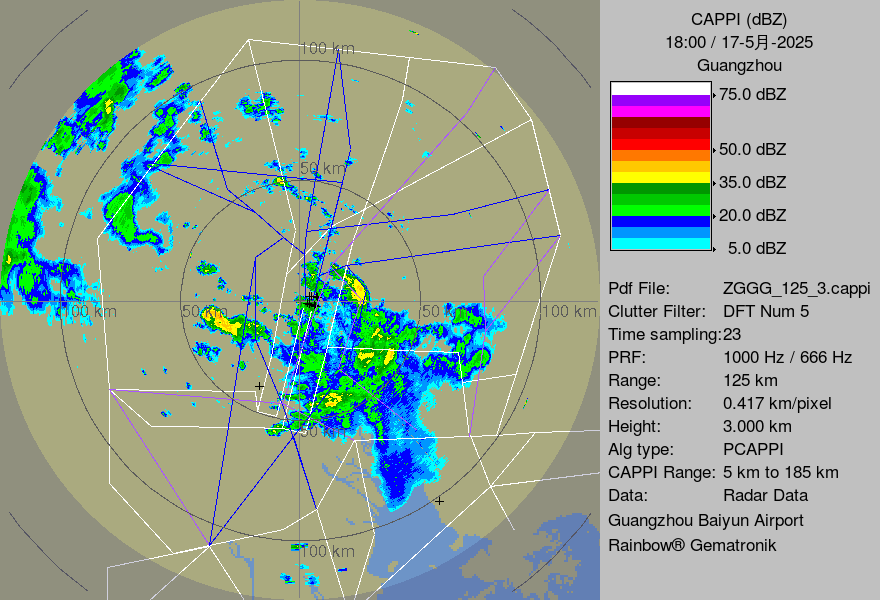 CAPPI (dBZ)
18:00 / 17-5月-2025
Guangzhou
75.0 dBZ
50.0 dBZ
35.0 dBZ
20.0 dBZ
5.0 dBZ
Pdf File: ZGGG_125_3.cappi
Clutter Filter: DFT Num 5
Time sampling:23
PRF: 1000 Hz / 666 Hz
Range: 125 km
Resolution: 0.417 km/pixel
Height: 3.000 km
Alg type: PCAPPI
CAPPI Range: 5 km to 185 km
Data: Radar Data
Guangzhou Baiyun Airport
Rainbow® Gematronik
100 km
50 km
100 km
50 km
50 km
100 km
50 km
100 km